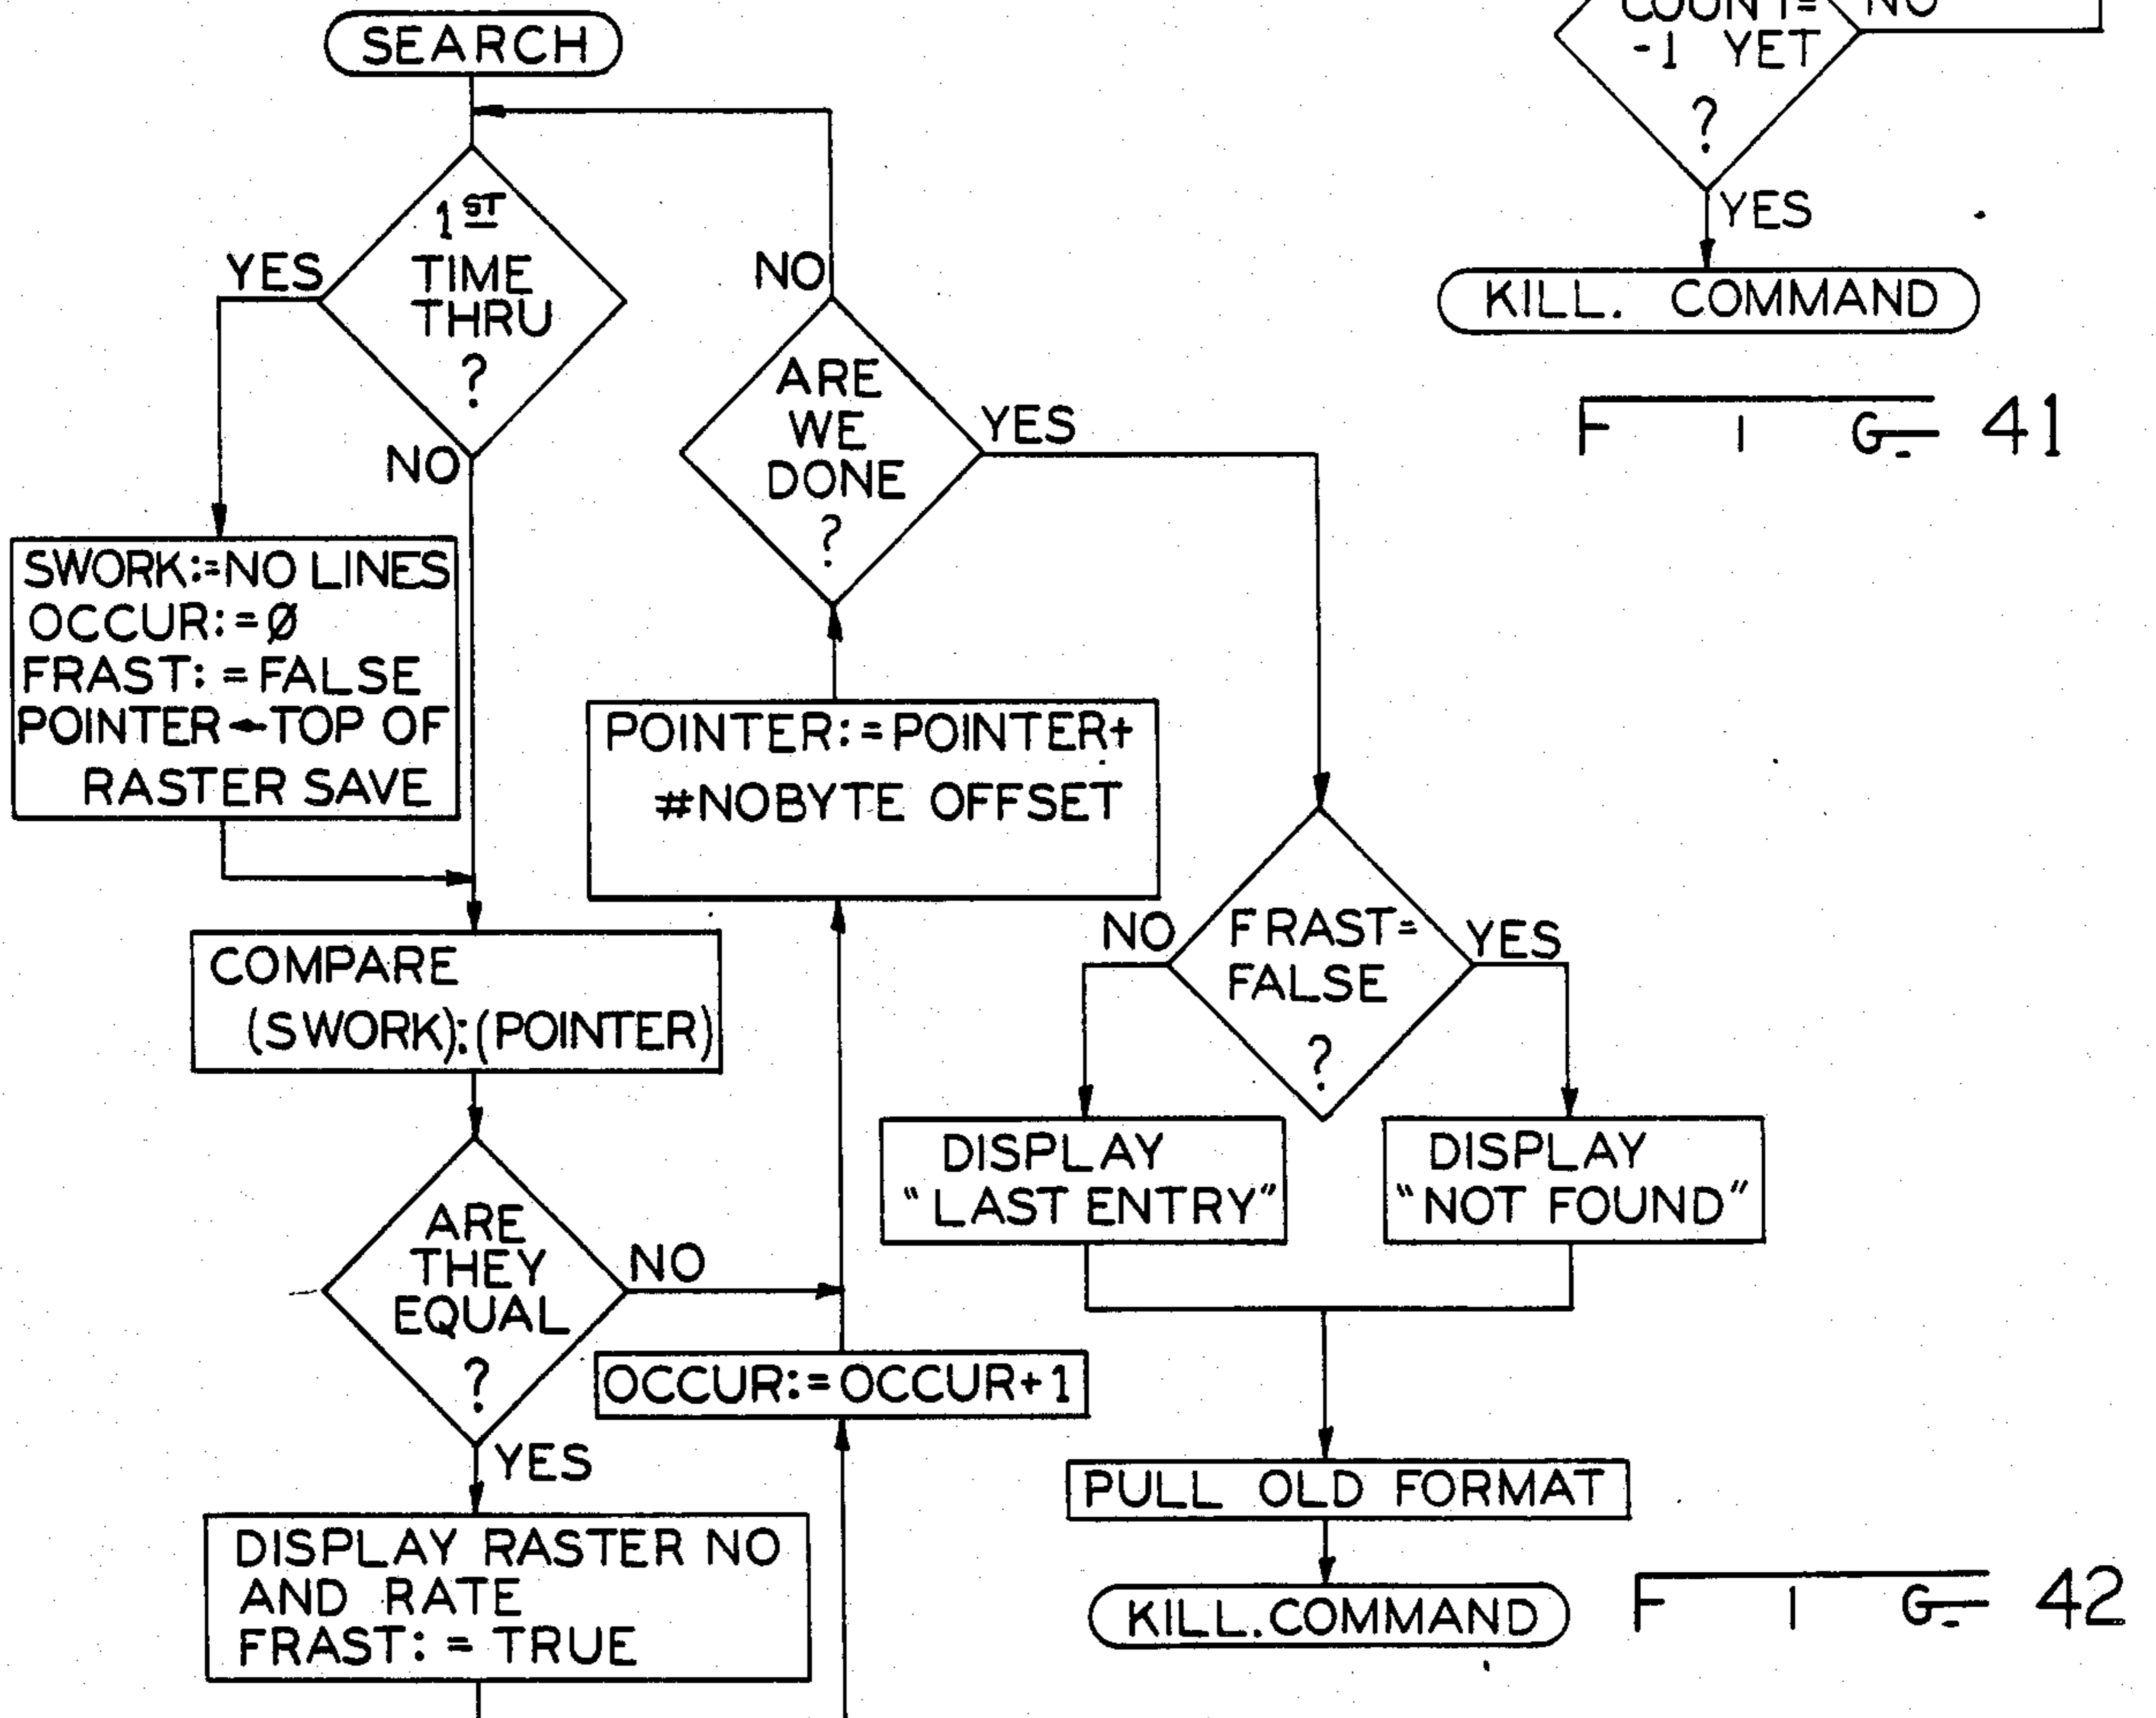 SEARCH
1ST
TIME
THRU
?
YES
NO
SWORK:=NO LINES
OCCUR:=Ø
FRAST:=FALSE
POINTER←TOP OF
RASTER SAVE
COMPARE
(SWORK):(POINTER)
ARE
THEY
EQUAL
?
NO
YES
DISPLAY RASTER NO
AND RATE
FRAST:=TRUE
OCCUR:=OCCUR+1
POINTER:=POINTER+
#NOBYTE OFFSET
ARE
WE
DONE
?
NO
YES
FRAST=
FALSE
?
NO
YES
DISPLAY
"LAST ENTRY"
DISPLAY
"NOT FOUND"
PULL OLD FORMAT
KILL.COMMAND
FIG. 42
COUNT=
-1 YET
?
NO
YES
KILL. COMMAND
FIG. 41